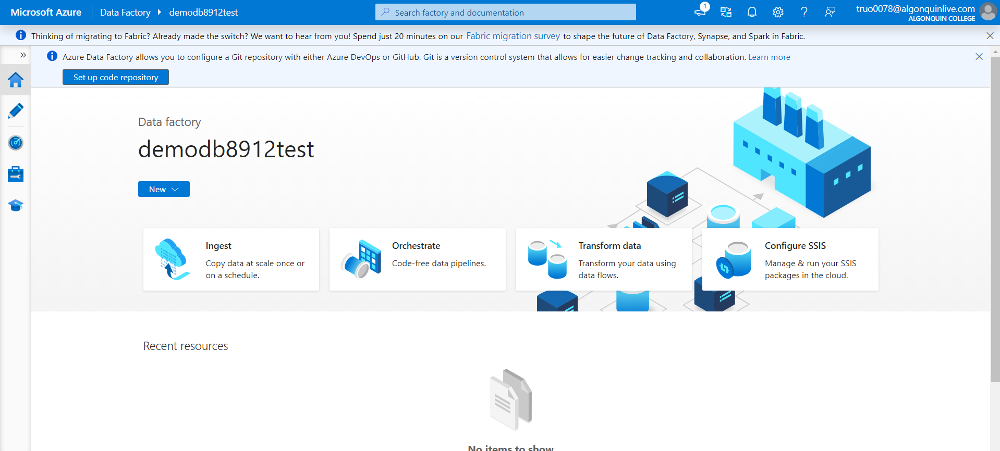 Microsoft Azure
Data Factory
demodb8912test
Search factory and documentation
1
truo0078@algonquinlive.com
ALGONQUIN COLLEGE
Thinking of migrating to Fabric? Already made the switch? We want to hear from you! Spend just 20 minutes on our Fabric migration survey to shape the future of Data Factory, Synapse, and Spark in Fabric.
Azure Data Factory allows you to configure a Git repository with either Azure DevOps or GitHub. Git is a version control system that allows for easier change tracking and collaboration. Learn more
Set up code repository
Data factory
demodb8912test
New
Ingest
Copy data at scale once or
on a schedule.
Orchestrate
Code-free data pipelines.
Transform data
Transform your data using
data flows.
Configure SSIS
Manage & run your SSIS
packages in the cloud.
Recent resources
No items to show